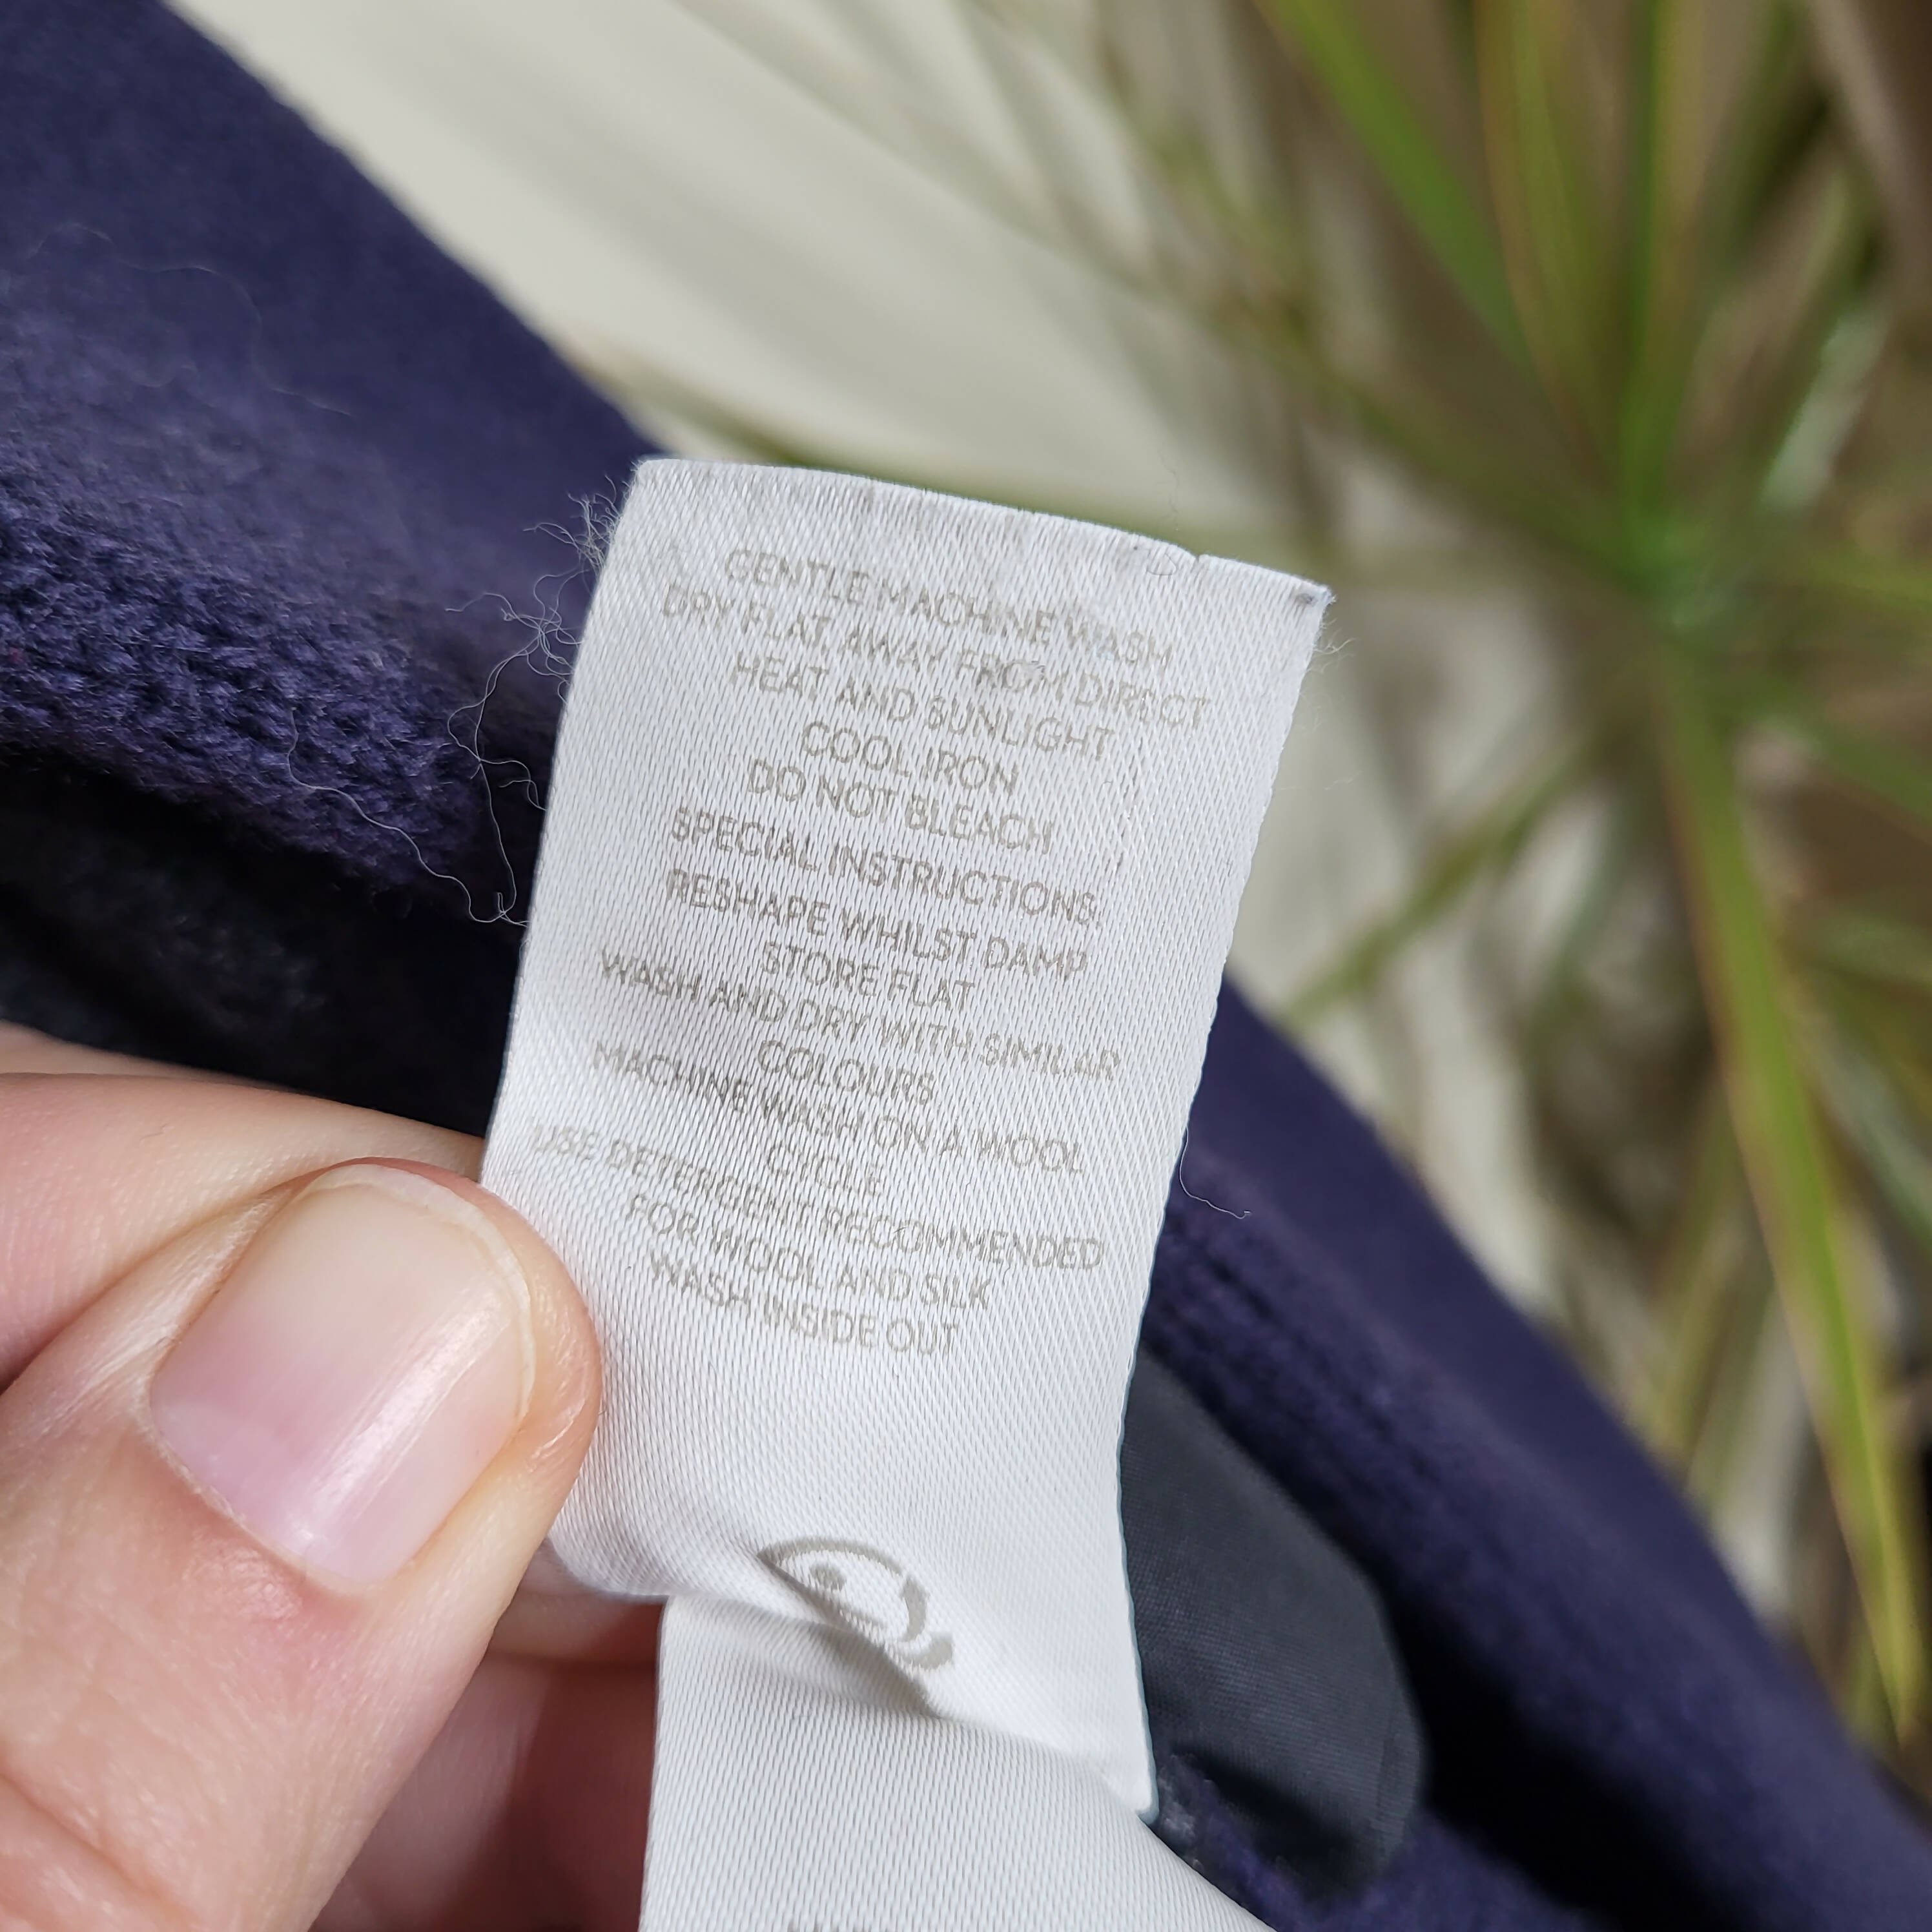 GENTLE MACHINE WASH
DRY FLAT AWAY FROM DIRECT
HEAT AND SUNLIGHT
COOL IRON
DO NOT BLEACH
SPECIAL INSTRUCTIONS.
RESHAPE WHILST DAMP
STORE FLAT
WASH AND DRY WITH SIMILAR
COLOURS
MACHINE WASH ON A WOOL
CYCLE
USE DETERGENT RECOMMENDED
FOR WOOL AND SILK
WASH INSIDE OUT